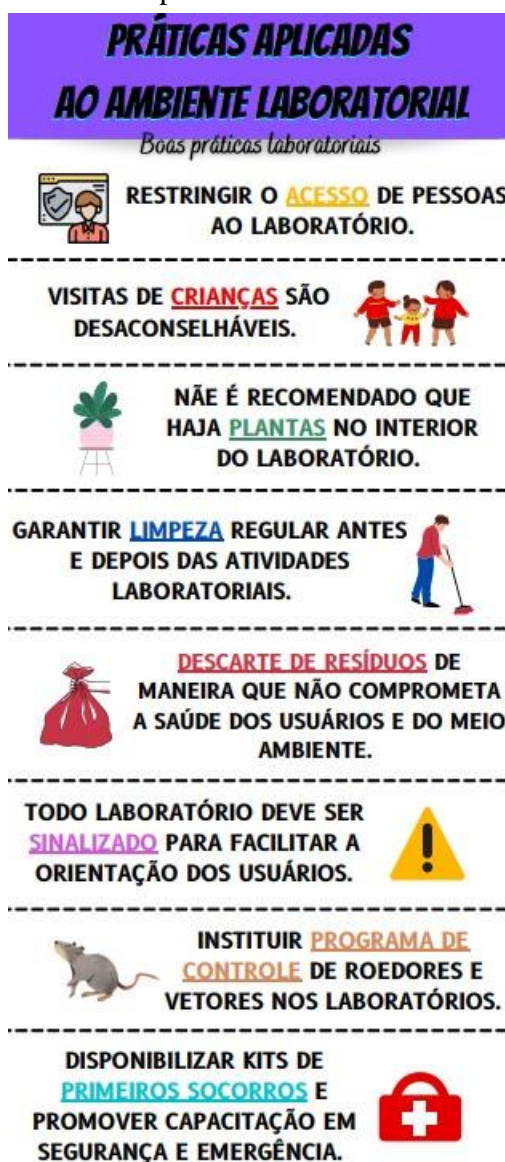 PRÁTICAS APLICADAS
AO AMBIENTE LABORATORIAL
Boas práticas laboratoriais
RESTRINGIR O ACESSO DE PESSOAS
AO LABORATÓRIO.
VISITAS DE CRIANÇAS SÃO
DESACONSELHÁVEIS.
NÃE É RECOMENDADO QUE
HAJA PLANTAS NO INTERIOR
DO LABORATÓRIO.
GARANTIR LIMPEZA REGULAR ANTES
E DEPOIS DAS ATIVIDADES
LABORATORIAIS.
DESCARTE DE RESÍDUOS DE
MANEIRA QUE NÃO COMPROMETA
A SAÚDE DOS USUÁRIOS E DO MEIO
AMBIENTE.
TODO LABORATÓRIO DEVE SER
SINALIZADO PARA FACILITAR A
ORIENTAÇÃO DOS USUÁRIOS.
INSTITUIR PROGRAMA DE
CONTROLE DE ROEDORES E
VETORES NOS LABORATÓRIOS.
DISPONIBILIZAR KITS DE
PRIMEIROS SOCORROS E
PROMOVER CAPACITAÇÃO EM
SEGURANÇA E EMERGÊNCIA.